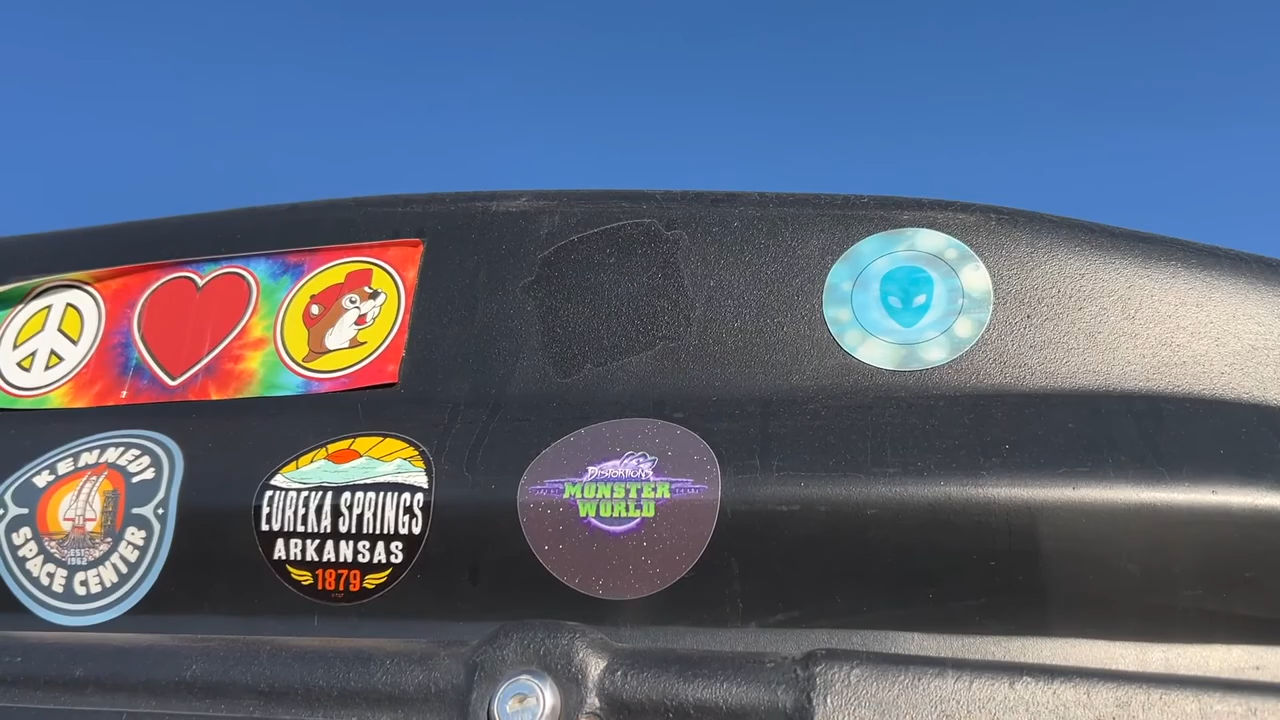 KENNEDY
SPACE CENTER
EST.
1962
EUREKA SPRINGS
ARKANSAS
1879
DISTORTIONS
MONSTER
WORLD